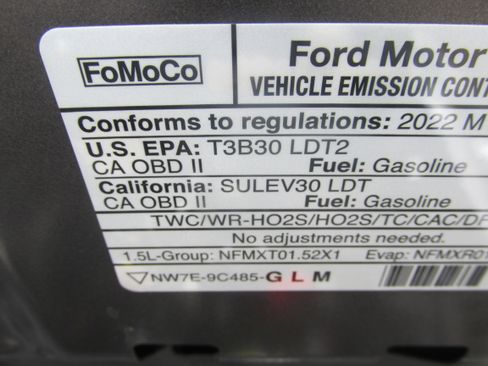 FoMoCo
Ford Motor
VEHICLE EMISSION CONT
Conforms to regulations: 2022 M
U.S. EPA: T3B30 LDT2
CA OBD II Fuel: Gasoline
California: SULEV30 LDT
CA OBD II Fuel: Gasoline
TWC/WR-HO2S/HO2S/TC/CAC/DF
No adjustments needed.
1.5L-Group: NFMXT01.52X1 Evap: NFMXR01
NW7E-9C485-G L M